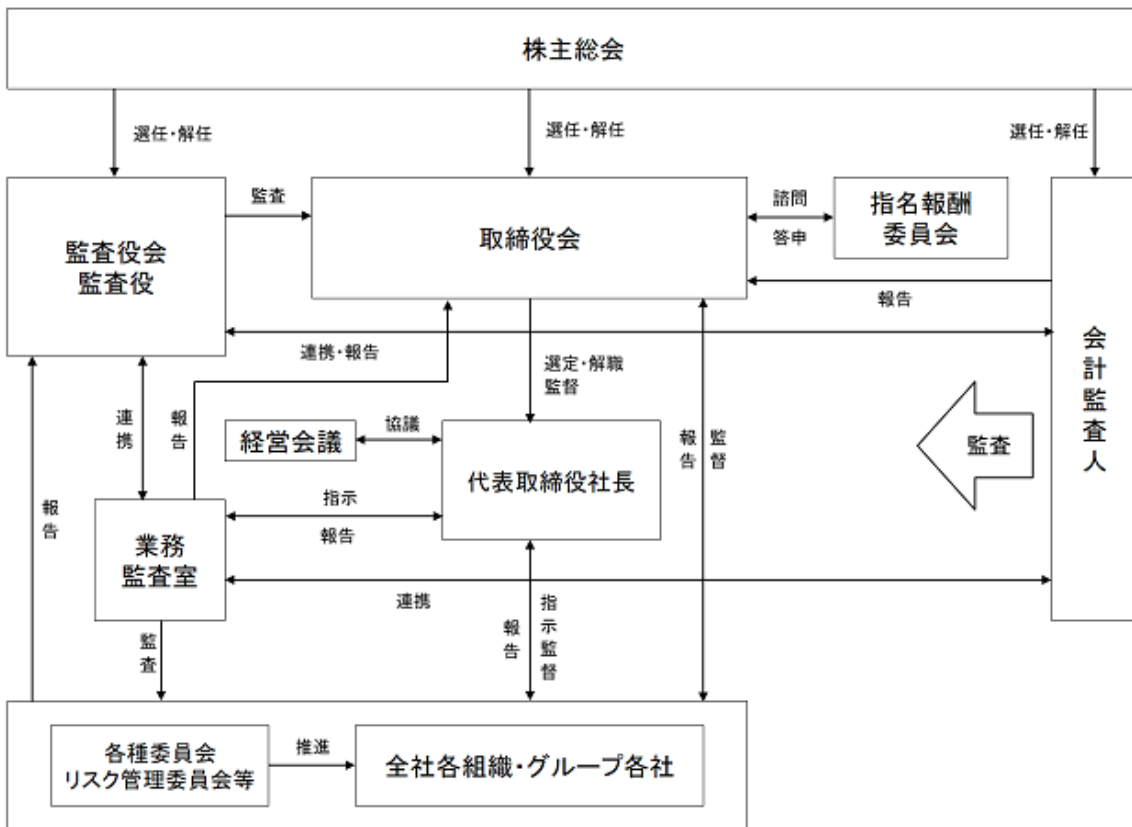 株主総会
選任・解任
選任・解任
選任・解任
監査役会
監査役
監査
取締役会
諮問
答申
指名報酬
委員会
報告
会計監査人
連携・報告
選定・解職
監督
連携
報告
経営会議
協議
代表取締役社長
報告
監督
監査
指示
報告
報告
業務
監査室
連携
監査
報告
指示監督
各種委員会
リスク管理委員会等
推進
全社各組織・グループ各社